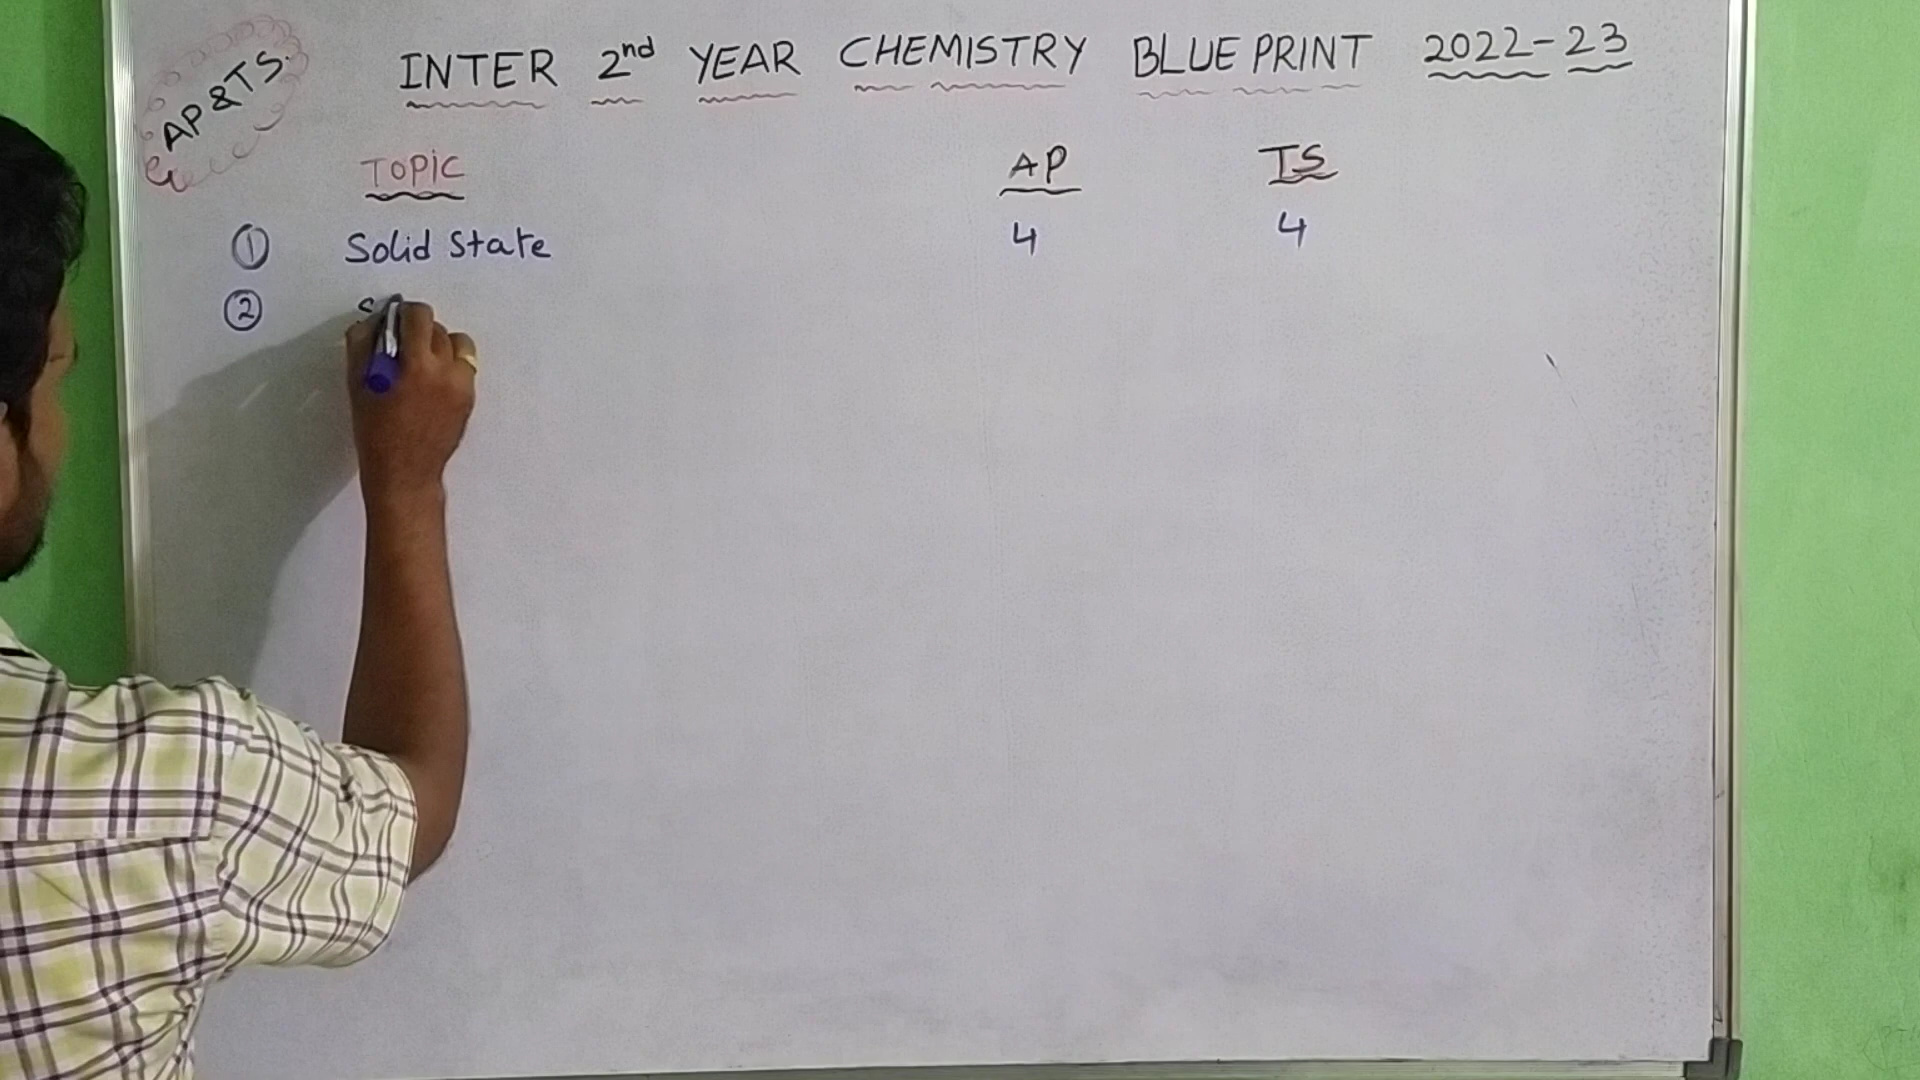 AP & TS.
INTER 2nd YEAR CHEMISTRY BLUE PRINT 2022-23
TOPIC AP TS
① Solid State 4 4
② S